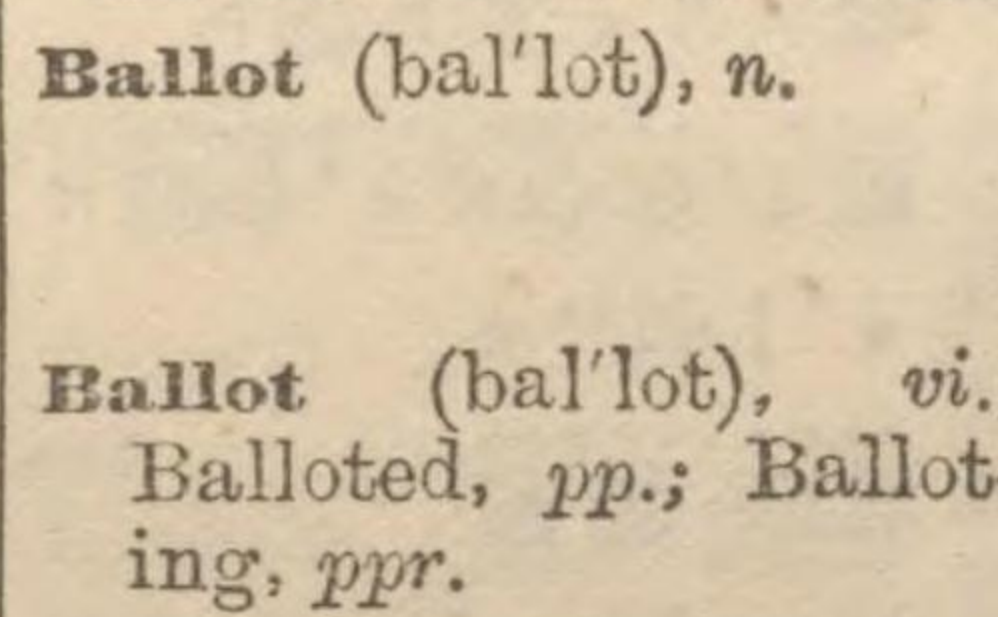 Ballot (bal'lot), n.
Ballot (bal'lot), vi.
Balloted, pp.; Ballot
ing, ppr.